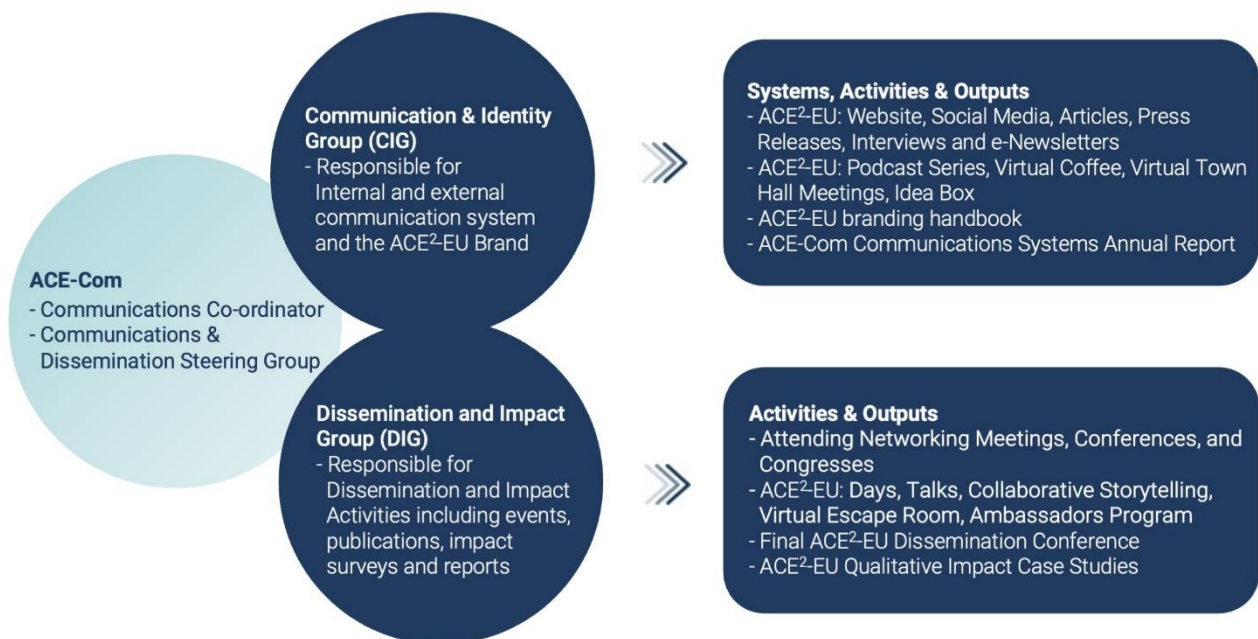 ACE-Com
- Communications Co-ordinator
- Communications &
Dissemination Steering Group
Communication & Identity
Group (CIG)
- Responsible for
Internal and external
communication system
and the ACE²-EU Brand
Systems, Activities & Outputs
- ACE²-EU: Website, Social Media, Articles, Press
Releases, Interviews and e-Newsletters
- ACE²-EU: Podcast Series, Virtual Coffee, Virtual Town
Hall Meetings, Idea Box
- ACE²-EU branding handbook
- ACE-Com Communications Systems Annual Report
Dissemination and Impact
Group (DIG)
- Responsible for
Dissemination and Impact
Activities including events,
publications, impact
surveys and reports
Activities & Outputs
- Attending Networking Meetings, Conferences, and
Congresses
- ACE²-EU: Days, Talks, Collaborative Storytelling,
Virtual Escape Room, Ambassadors Program
- Final ACE²-EU Dissemination Conference
- ACE²-EU Qualitative Impact Case Studies